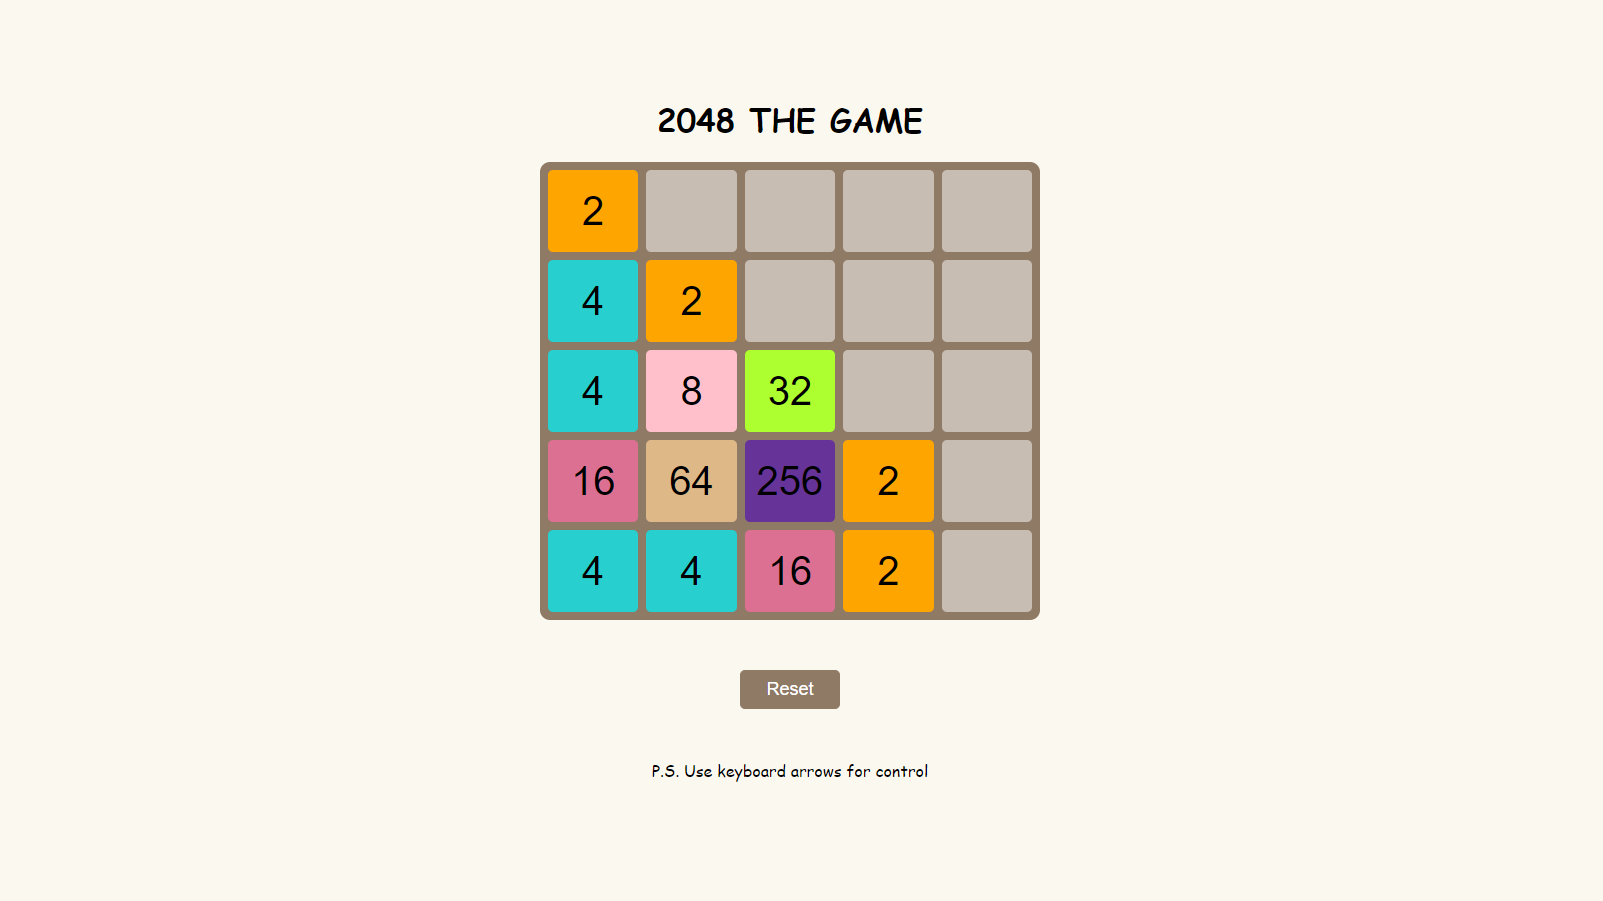 2048 THE GAME
2
4 2
4 8 32
16 64 256 2
4 4 16 2
Reset
P.S. Use keyboard arrows for control